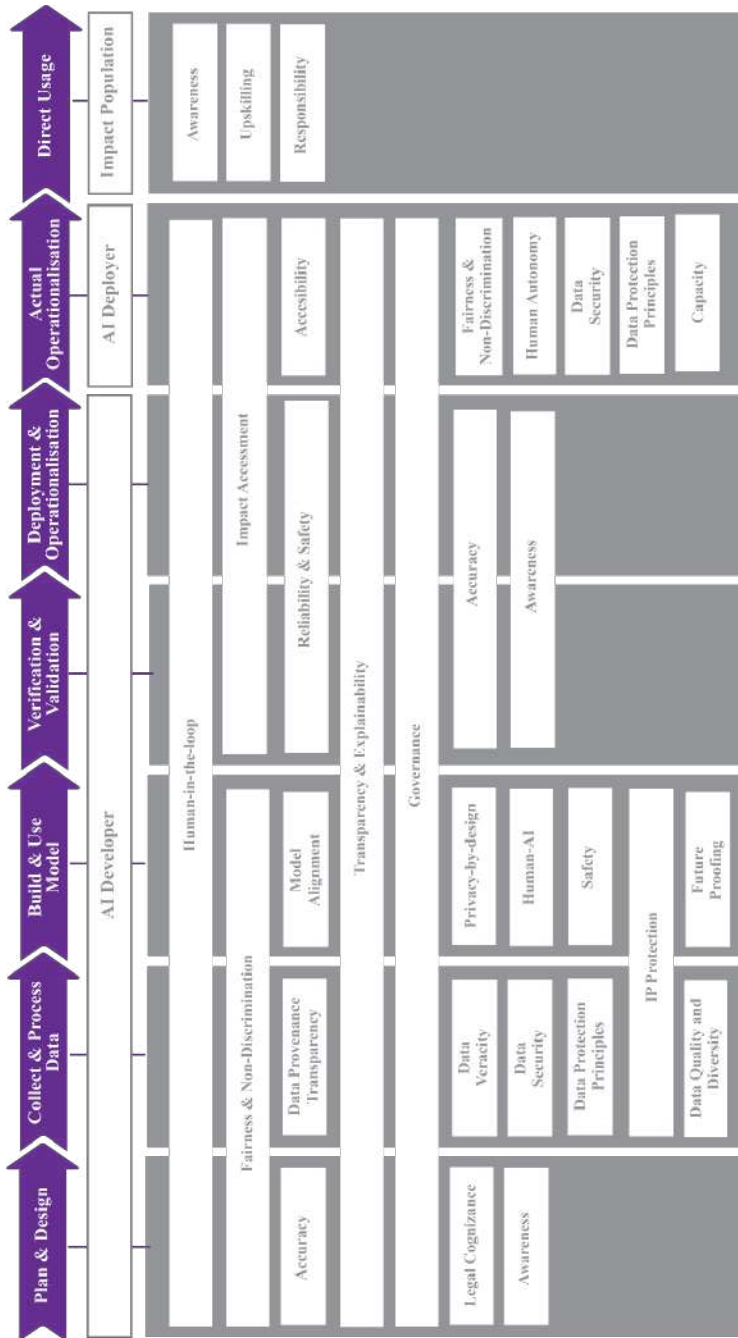 Plan & Design
Collect & Process
Data
Build & Use
Model
Verification &
Validation
Deployment &
Operationalisation
Actual
Operationalisation
Direct Usage
AI Developer
AI Deployer
Impact Population
Human-in-the-loop
Awareness
Fairness & Non-Discrimination
Impact Accessment
Upskilling
Accuracy
Data Provenance
Transparency
Model
Alignment
Reliability & Safety
Accesibility
Responsibility
Transparency & Explainability
Governance
Legal Cognizance
Data
Veracity
Privacy-by-design
Accuracy
Fairness &
Non-Discrimination
Awareness
Data
Security
Human-AI
Awareness
Human Autonomy
Data Protection
Principles
Safety
Data
Security
IP Protection
Data Protection
Principles
Data Quality and
Diversity
Future
Proofing
Capacity